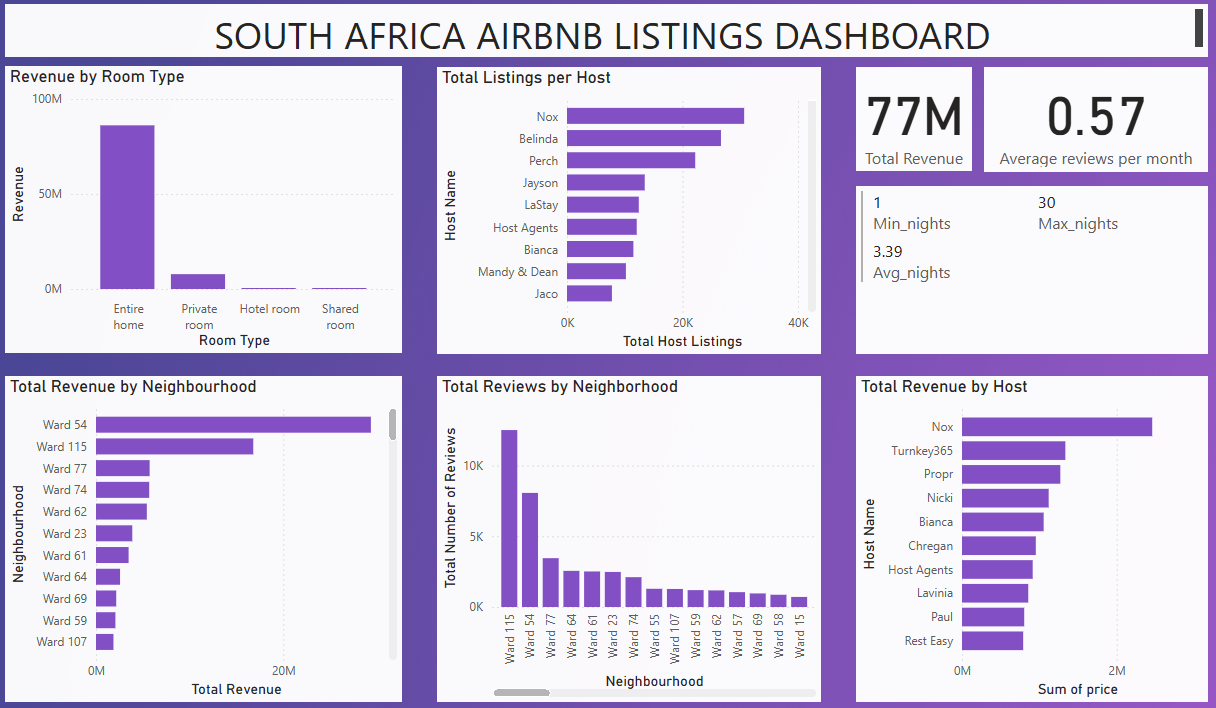 SOUTH AFRICA AIRBNB LISTINGS DASHBOARD
Revenue by Room Type
100M
50M
0M
Revenue
Entire
home
Private
room
Hotel room
Shared
room
Room Type
Total Listings per Host
Host Name
Nox
Belinda
Perch
Jayson
LaStay
Host Agents
Bianca
Mandy & Dean
Jaco
0K
20K
40K
Total Host Listings
77M
Total Revenue
0.57
Average reviews per month
1
Min_nights
30
Max_nights
3.39
Avg_nights
Total Revenue by Neighbourhood
Neighbourhood
Ward 54
Ward 115
Ward 77
Ward 74
Ward 62
Ward 23
Ward 61
Ward 64
Ward 69
Ward 59
Ward 107
0M
20M
Total Revenue
Total Reviews by Neighborhood
Total Number of Reviews
10K
5K
0K
Ward 115
Ward 54
Ward 77
Ward 64
Ward 61
Ward 23
Ward 74
Ward 55
Ward 107
Ward 59
Ward 62
Ward 57
Ward 69
Ward 58
Ward 15
Neighbourhood
Total Revenue by Host
Host Name
Nox
Turnkey365
Propr
Nicki
Bianca
Chregan
Host Agents
Lavinia
Paul
Rest Easy
0M
2M
Sum of price